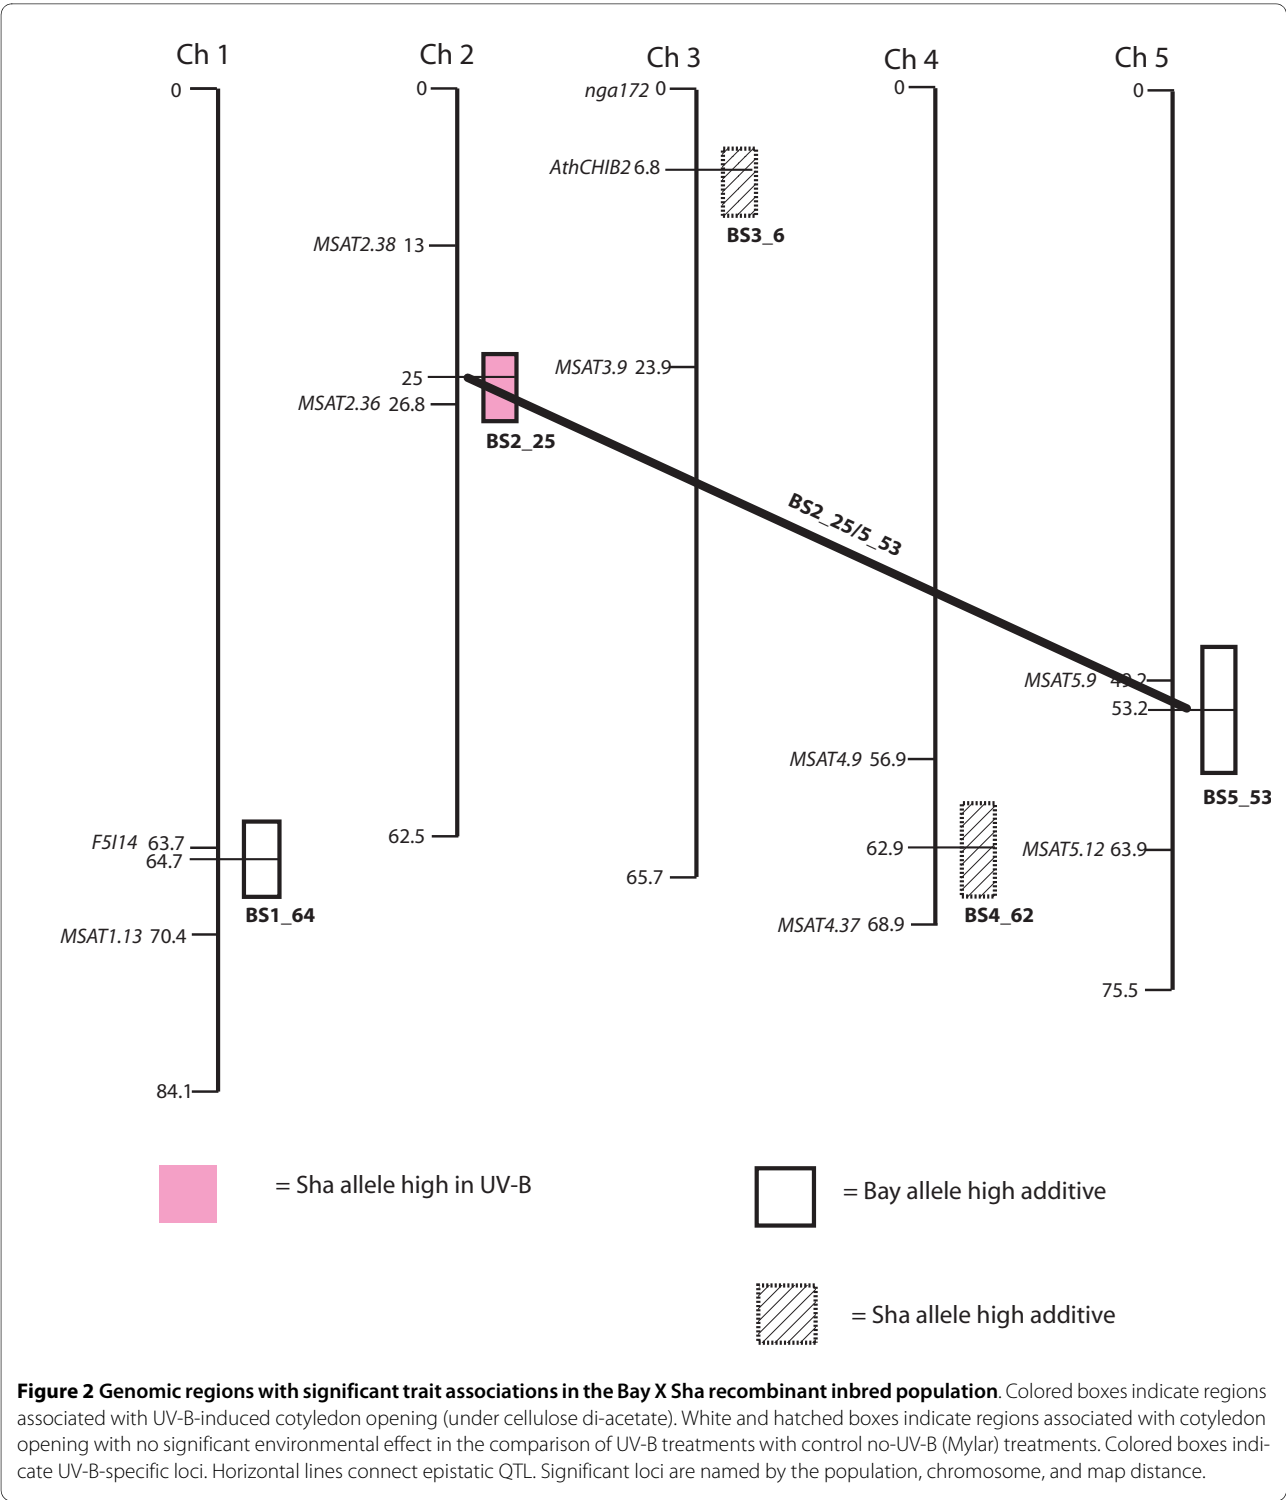 Ch 1
Ch 2
Ch 3
Ch 4
Ch 5
0
0
nga172 0
0
0
AthCHIB2 6.8
BS3_6
MSAT2.38 13
MSAT3.9 23.9
25
MSAT2.36 26.8
BS2_25
BS2_25/5_53
MSAT5.9 49.2
53.2
MSAT4.9 56.9
BS5_53
62.5
F5I14 63.7
64.7
62.9
MSAT5.12 63.9
65.7
BS1_64
BS4_62
MSAT4.37 68.9
MSAT1.13 70.4
75.5
84.1
= Sha allele high in UV-B
= Bay allele high additive
= Sha allele high additive
Figure 2 Genomic regions with significant trait associations in the Bay X Sha recombinant inbred population. Colored boxes indicate regions
associated with UV-B-induced cotyledon opening (under cellulose di-acetate). White and hatched boxes indicate regions associated with cotyledon
opening with no significant environmental effect in the comparison of UV-B treatments with control no-UV-B (Mylar) treatments. Colored boxes indi-
cate UV-B-specific loci. Horizontal lines connect epistatic QTL. Significant loci are named by the population, chromosome, and map distance.